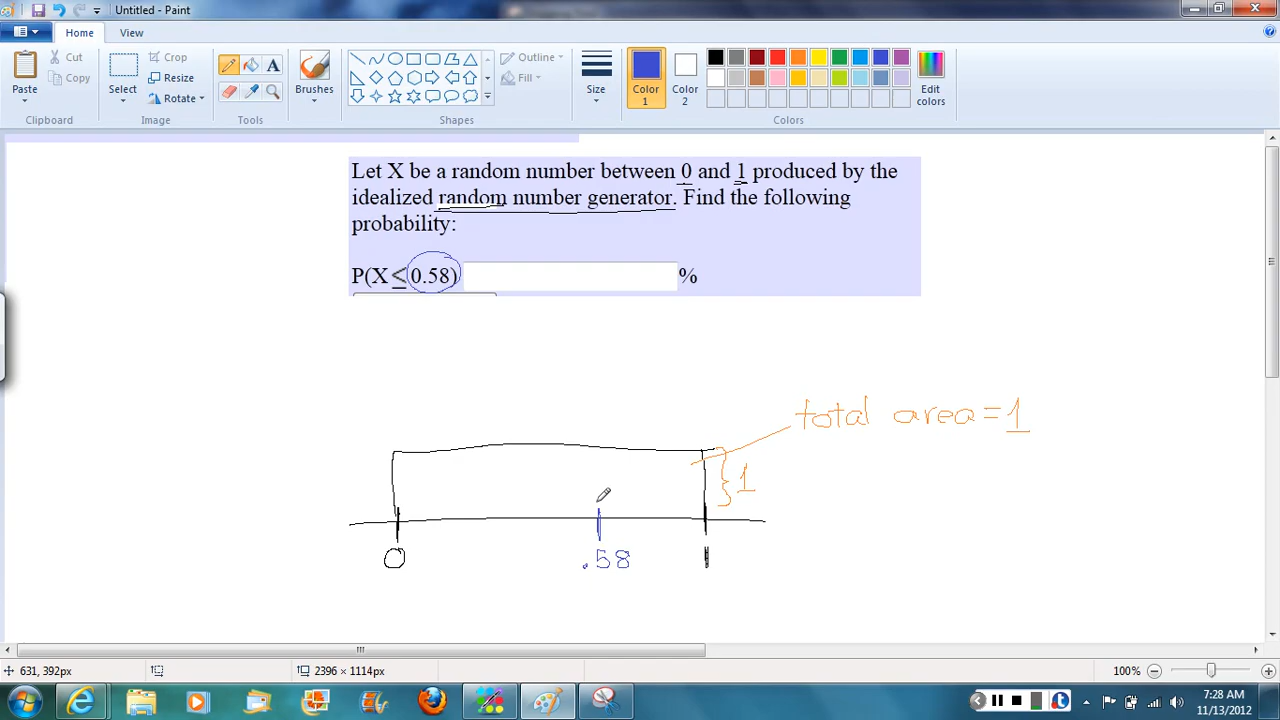 Untitled - Paint
Home
View
Paste
Cut
Copy
Clipboard
Select
Crop
Resize
Rotate
Image
A
Tools
Brushes
Outline
Fill
Shapes
Size
Color 1
Color 2
Edit colors
Colors
Let X be a random number between 0 and 1 produced by the
idealized random number generator. Find the following
probability:
P(X ≤ 0.58) %
total area = 1
1
0 .58 1
631, 392px
2396 × 1114px
100%
7:28 AM
11/13/2012